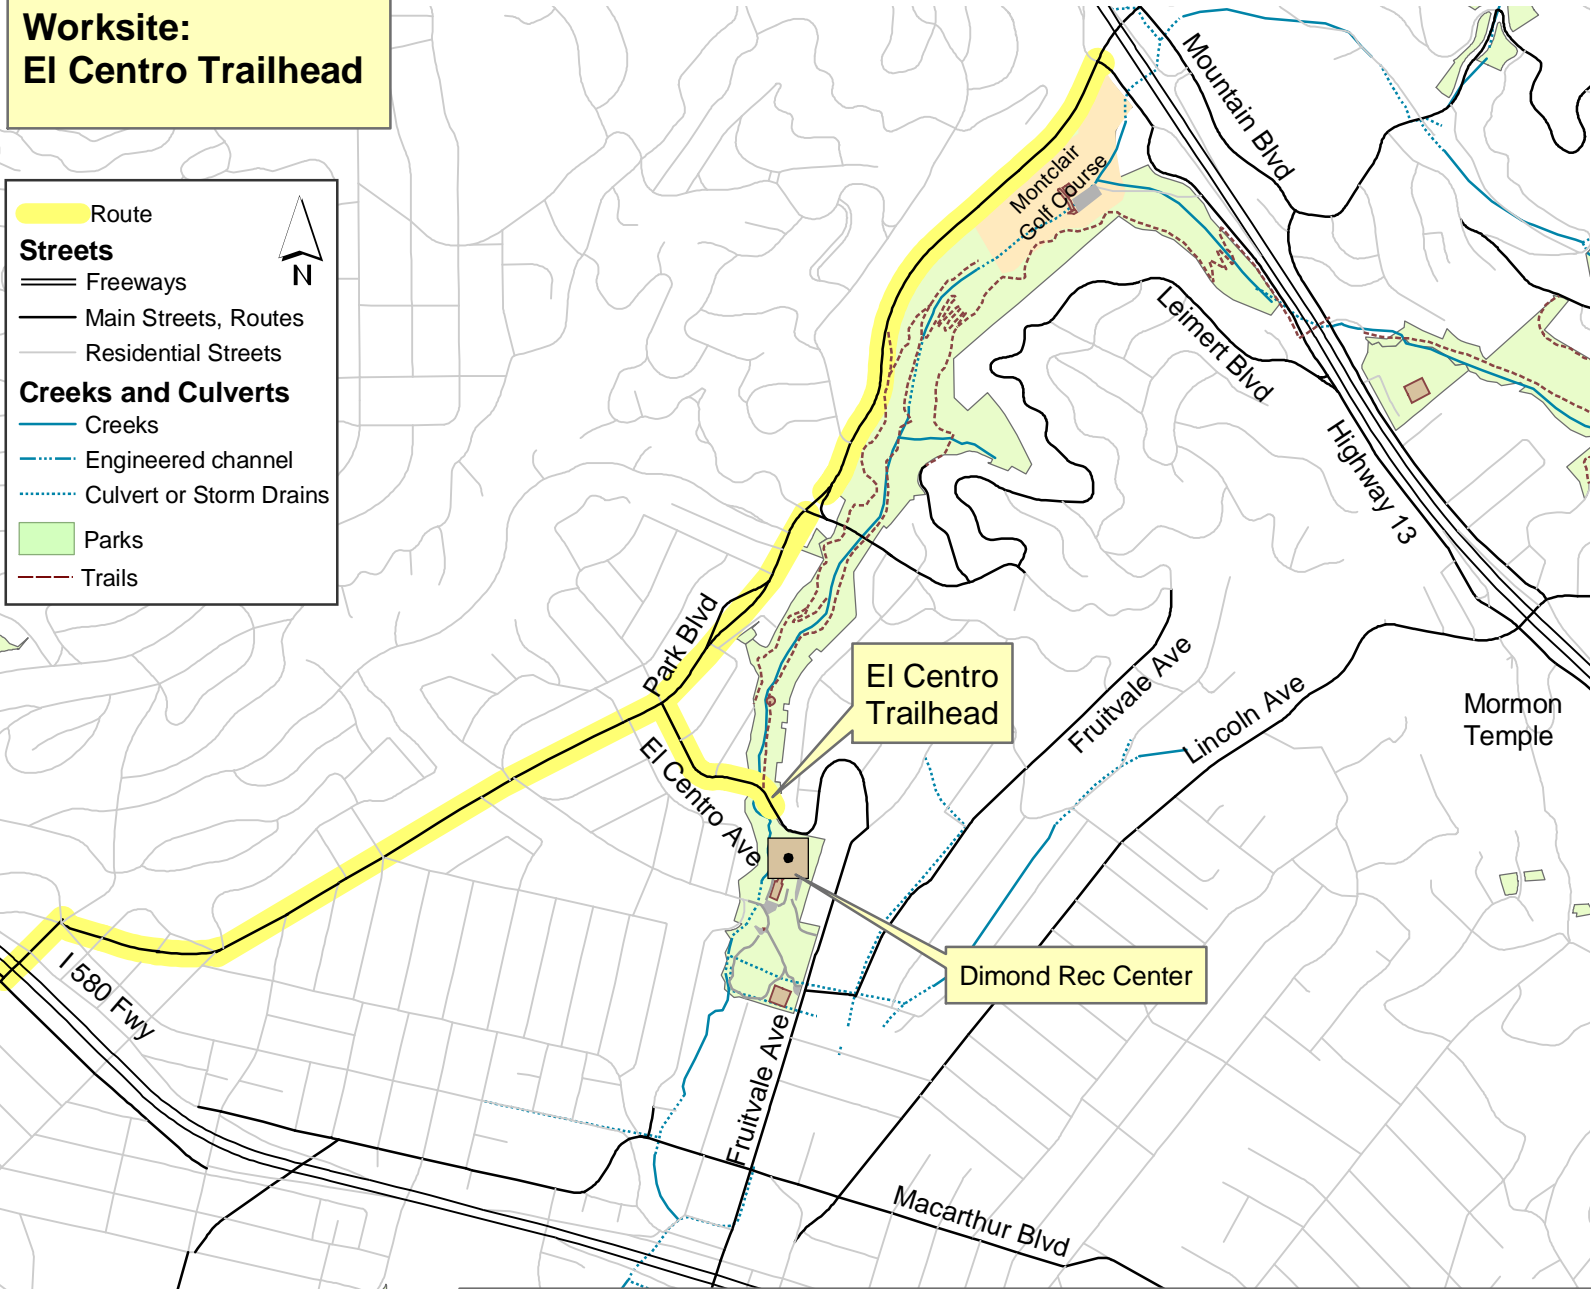 Worksite:
El Centro Trailhead
Route
Streets
Freeways
Main Streets, Routes
Residential Streets
Creeks and Culverts
Creeks
Engineered channel
Culvert or Storm Drains
Parks
Trails
N
Mountain Blvd
Montclair
Golf Course
Leimert Blvd
Highway 13
Park Blvd
El Centro
Trailhead
Fruitvale Ave
Lincoln Ave
Mormon
Temple
El Centro Ave
I 580 Fwy
Dimond Rec Center
Fruitvale Ave
Macarthur Blvd